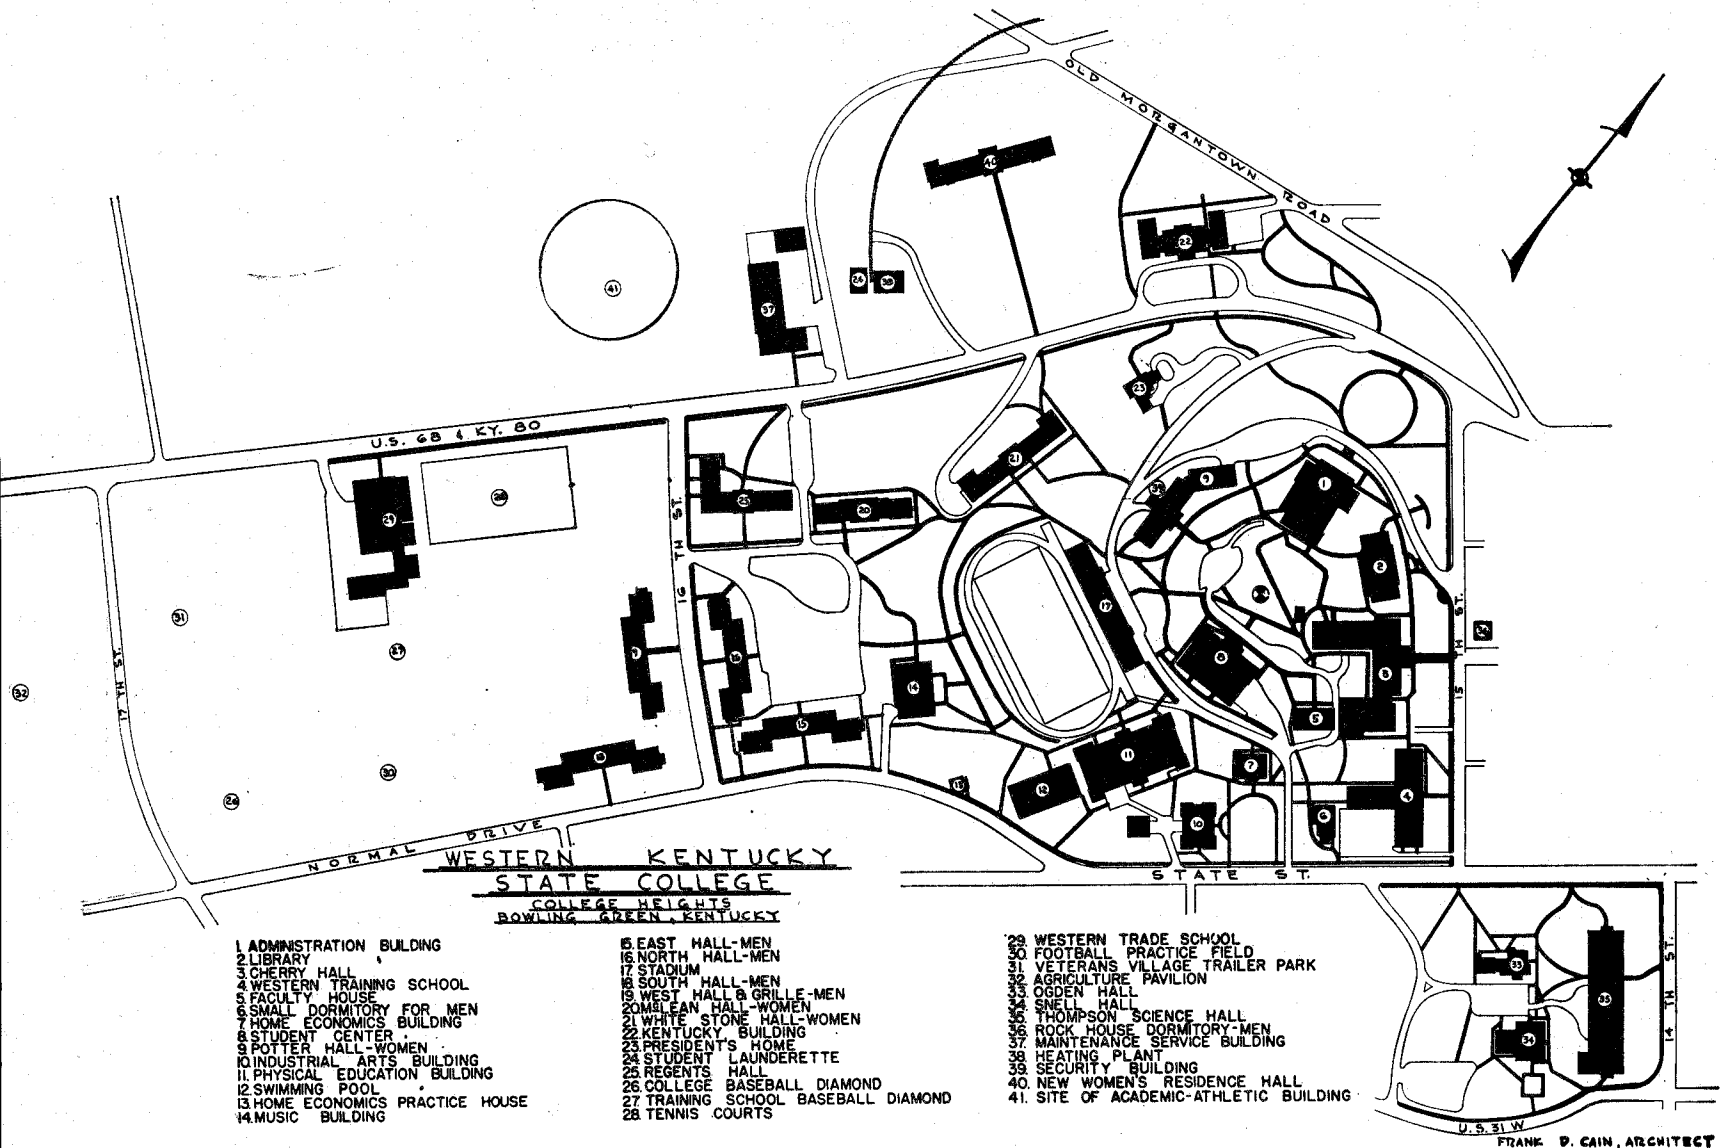 OLD MORGANTOWN ROAD
U.S. 68 & KY. 80
16 TH ST.
17 TH ST.
15 TH ST.
NORMAL DRIVE
STATE ST.
14 TH ST.
U.S. 31 W
WESTERN KENTUCKY
STATE COLLEGE
COLLEGE HEIGHTS
BOWLING GREEN, KENTUCKY
1. ADMINISTRATION BUILDING
2. LIBRARY
3. CHERRY HALL
4. WESTERN TRAINING SCHOOL
5. FACULTY HOUSE
6. SMALL DORMITORY FOR MEN
7. HOME ECONOMICS BUILDING
8. STUDENT CENTER
9. POTTER HALL-WOMEN
10. INDUSTRIAL ARTS BUILDING
11. PHYSICAL EDUCATION BUILDING
12. SWIMMING POOL
13. HOME ECONOMICS PRACTICE HOUSE
14. MUSIC BUILDING
15. EAST HALL-MEN
16. NORTH HALL-MEN
17. STADIUM
18. SOUTH HALL-MEN
19. WEST HALL & GRILLE-MEN
20. McLEAN HALL-WOMEN
21. WHITE STONE HALL-WOMEN
22. KENTUCKY BUILDING
23. PRESIDENT'S HOME
24. STUDENT LAUNDERETTE
25. REGENTS HALL
26. COLLEGE BASEBALL DIAMOND
27. TRAINING SCHOOL BASEBALL DIAMOND
28. TENNIS COURTS
29. WESTERN TRADE SCHOOL
30. FOOTBALL PRACTICE FIELD
31. VETERANS VILLAGE TRAILER PARK
32. AGRICULTURE PAVILION
33. OGDEN HALL
34. SNELL HALL
35. THOMPSON SCIENCE HALL
36. ROCK HOUSE DORMITORY-MEN
37. MAINTENANCE SERVICE BUILDING
38. HEATING PLANT
39. SECURITY BUILDING
40. NEW WOMEN'S RESIDENCE HALL
41. SITE OF ACADEMIC-ATHLETIC BUILDING
FRANK D. CAIN, ARCHITECT